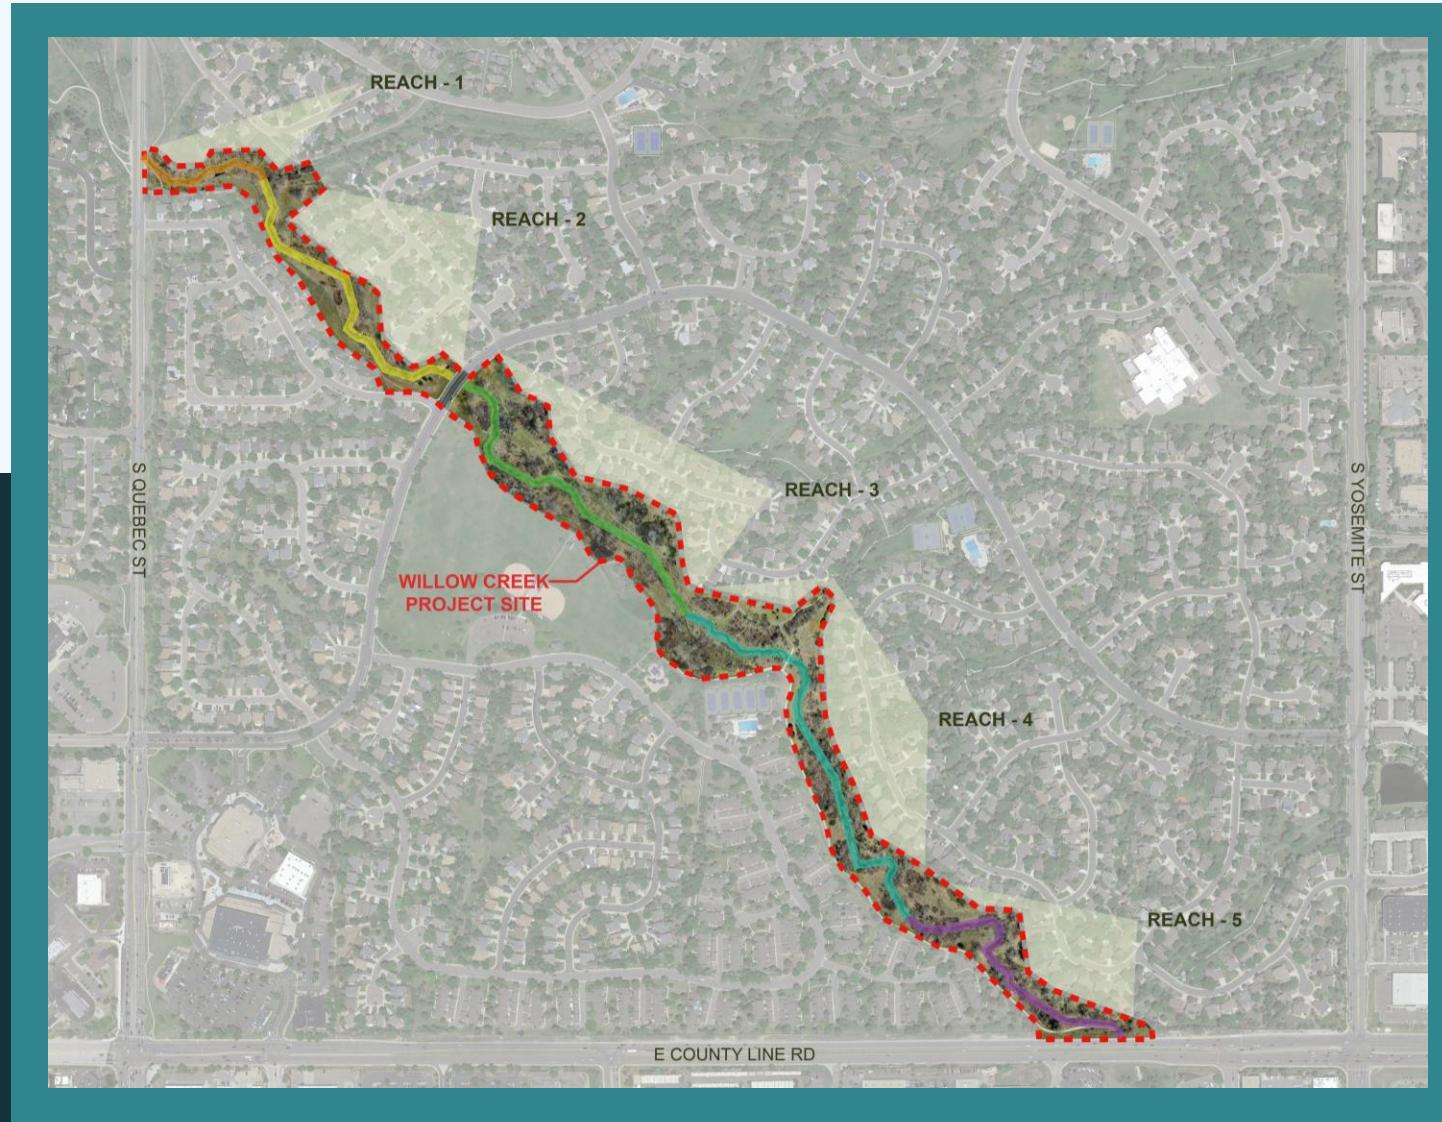 REACH - 1
REACH - 2
REACH - 3
S QUEBEC ST
S YOSEMITE ST
WILLOW CREEK
PROJECT SITE
REACH - 4
REACH - 5
E COUNTY LINE RD